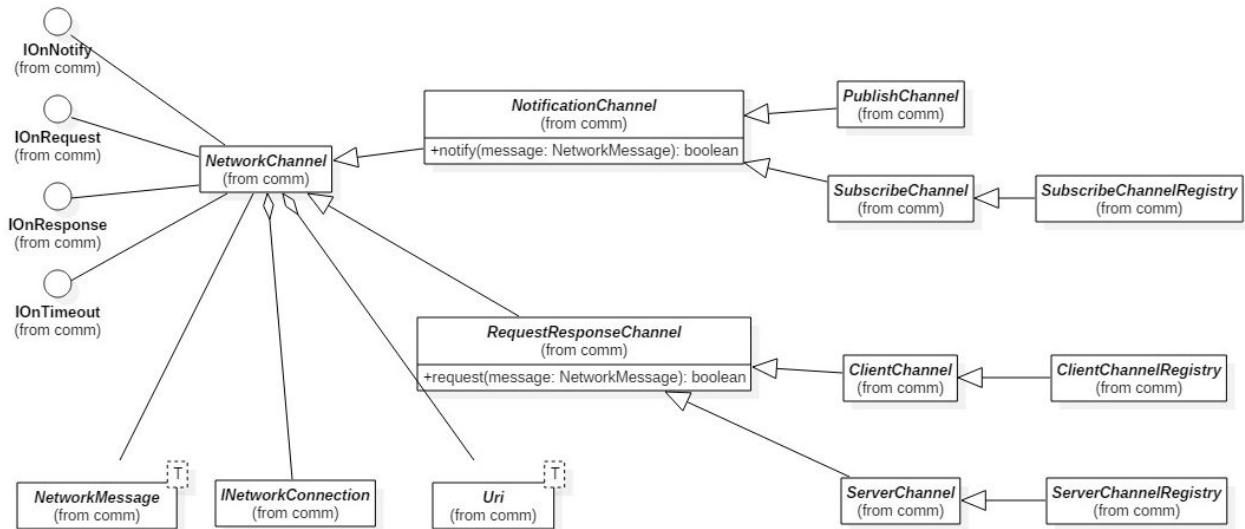 IOnNotify
(from comm)
IOnRequest
(from comm)
IOnResponse
(from comm)
IOnTimeout
(from comm)
NetworkChannel
(from comm)
NotificationChannel
(from comm)
+notify(message: NetworkMessage): boolean
PublishChannel
(from comm)
SubscribeChannel
(from comm)
SubscribeChannelRegistry
(from comm)
RequestResponseChannel
(from comm)
+request(message: NetworkMessage): boolean
ClientChannel
(from comm)
ClientChannelRegistry
(from comm)
T
NetworkMessage
(from comm)
INetworkConnection
(from comm)
T
Uri
(from comm)
ServerChannel
(from comm)
ServerChannelRegistry
(from comm)